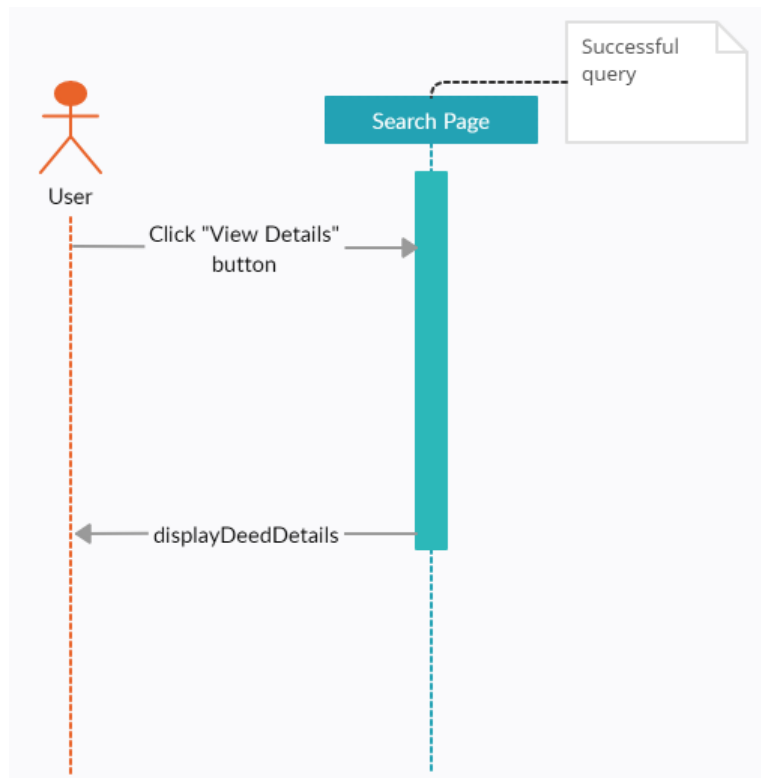 Successful
query
Search Page
User
Click "View Details"
button
displayDeedDetails